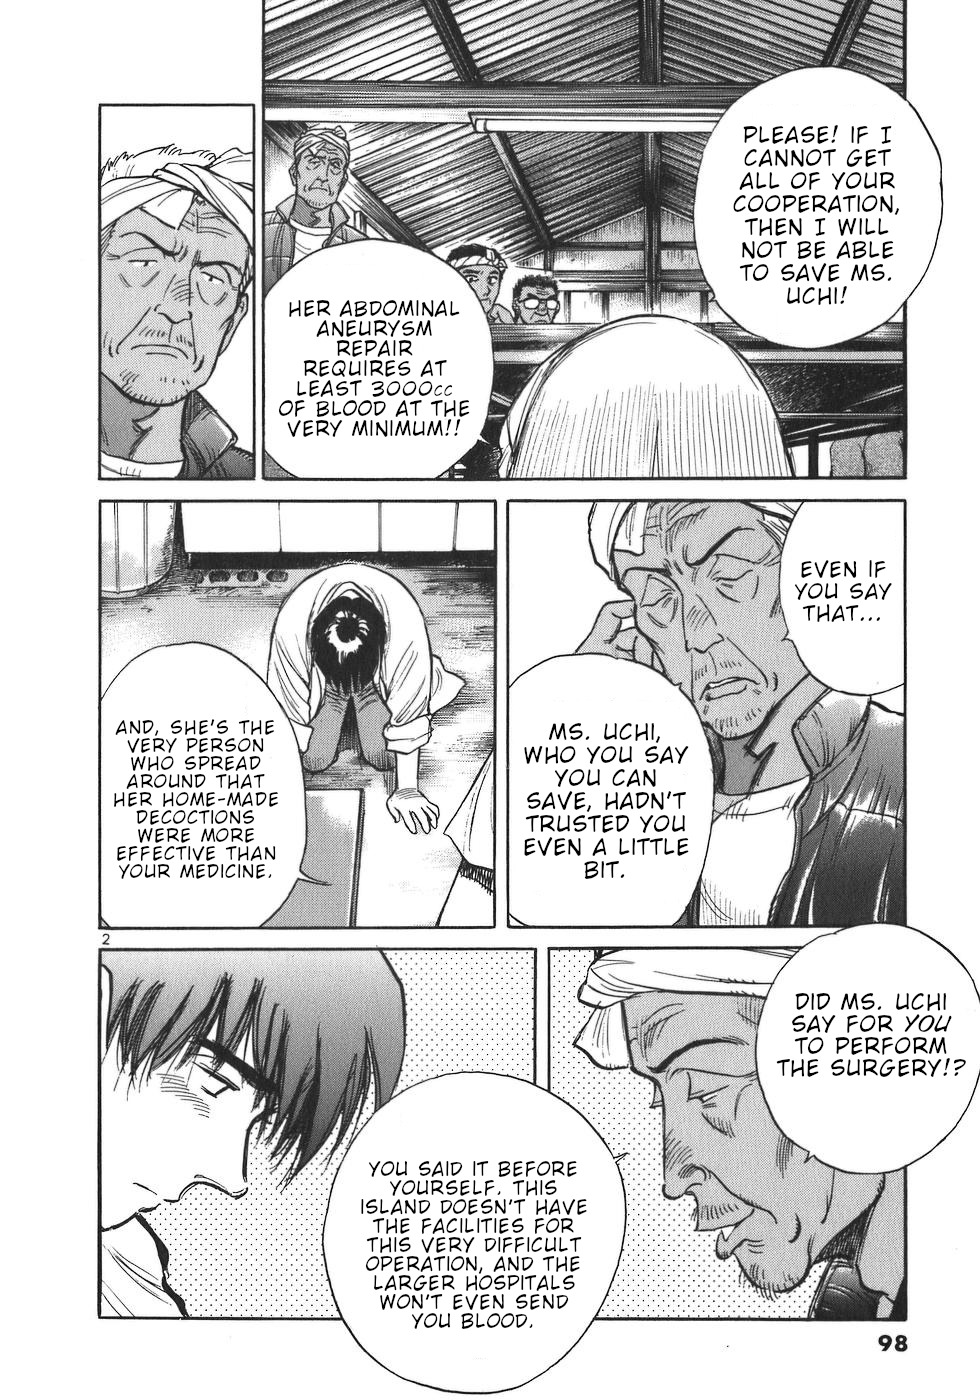 PLEASE! IF I
CANNOT GET
ALL OF YOUR
COOPERATION,
THEN I WILL
NOT BE ABLE
TO SAVE MS.
UCHI!
HER ABDOMINAL
ANEURYSM
REPAIR
REQUIRES AT
LEAST 3000cc
OF BLOOD AT THE
VERY MINIMUM!!
EVEN IF
YOU SAY
THAT...
MS. UCHI,
WHO YOU SAY
YOU CAN
SAVE, HADN'T
TRUSTED YOU
EVEN A LITTLE
BIT.
AND, SHE'S THE
VERY PERSON
WHO SPREAD
AROUND THAT
HER HOME-MADE
DECOCTIONS
WERE MORE
EFFECTIVE THAN
YOUR MEDICINE.
2
DID MS. UCHI
SAY FOR YOU
TO PERFORM
THE SURGERY!?
YOU SAID IT BEFORE
YOURSELF. THIS
ISLAND DOESN'T HAVE
THE FACILITIES FOR
THIS VERY DIFFICULT
OPERATION, AND THE
LARGER HOSPITALS
WON'T EVEN SEND
YOU BLOOD.
98